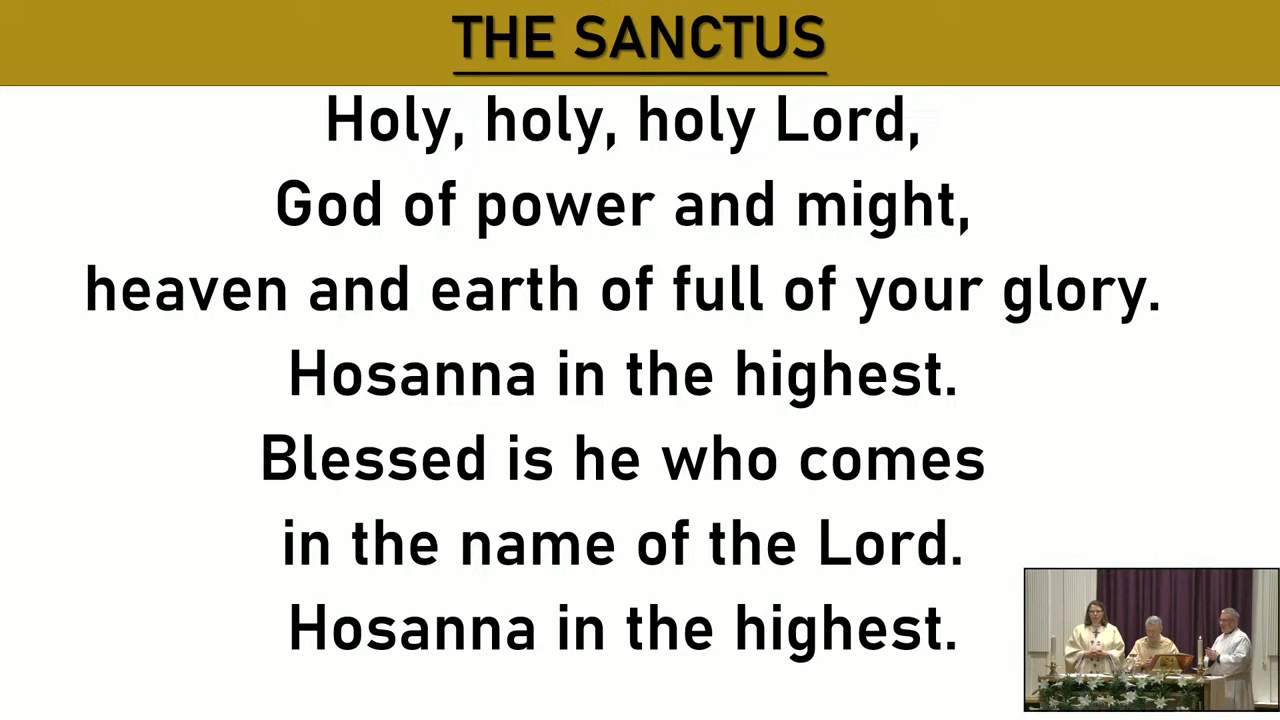 THE SANCTUS
Holy, holy, holy Lord,
God of power and might,
heaven and earth of full of your glory.
Hosanna in the highest.
Blessed is he who comes
in the name of the Lord.
Hosanna in the highest.